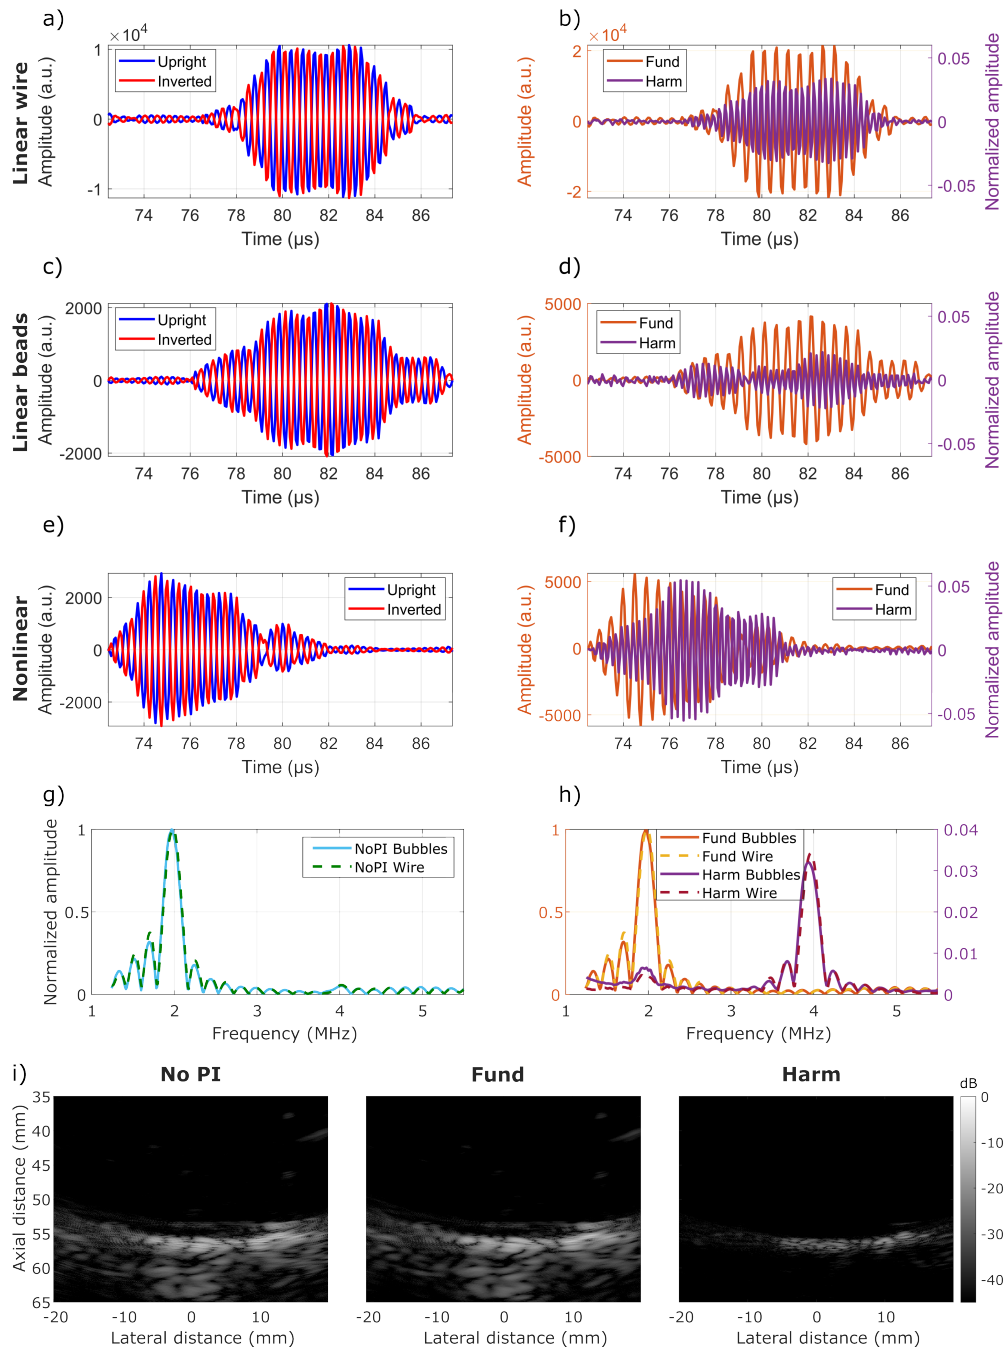 a)
Linear wire
Amplitude (a.u.)
1 ×10⁴
0
-1
Upright
Inverted
74 76 78 80 82 84 86
Time (µs)
b)
Amplitude (a.u.)
2 ×10⁴
0
-2
Fund
Harm
0.05
0
-0.05
Normalized amplitude
74 76 78 80 82 84 86
Time (µs)
c)
Linear beads
Amplitude (a.u.)
2000
0
-2000
Upright
Inverted
74 76 78 80 82 84 86
Time (µs)
d)
Amplitude (a.u.)
5000
0
-5000
Fund
Harm
0.05
0
-0.05
Normalized amplitude
74 76 78 80 82 84 86
Time (µs)
e)
Nonlinear
Amplitude (a.u.)
2000
0
-2000
Upright
Inverted
74 76 78 80 82 84 86
Time (µs)
f)
Amplitude (a.u.)
5000
0
-5000
Fund
Harm
0.05
0
-0.05
Normalized amplitude
74 76 78 80 82 84 86
Time (µs)
g)
Normalized amplitude
1
0.5
0
NoPI Bubbles
NoPI Wire
1 2 3 4 5
Frequency (MHz)
h)
1
0.5
0
Fund Bubbles
Fund Wire
Harm Bubbles
Harm Wire
0.04
0.03
0.02
0.01
0
1 2 3 4 5
Frequency (MHz)
i)
No PI
Fund
Harm
Axial distance (mm)
35
40
45
50
55
60
65
-20 -10 0 10
Lateral distance (mm)
-20 -10 0 10
Lateral distance (mm)
-20 -10 0 10
Lateral distance (mm)
dB
0
-10
-20
-30
-40